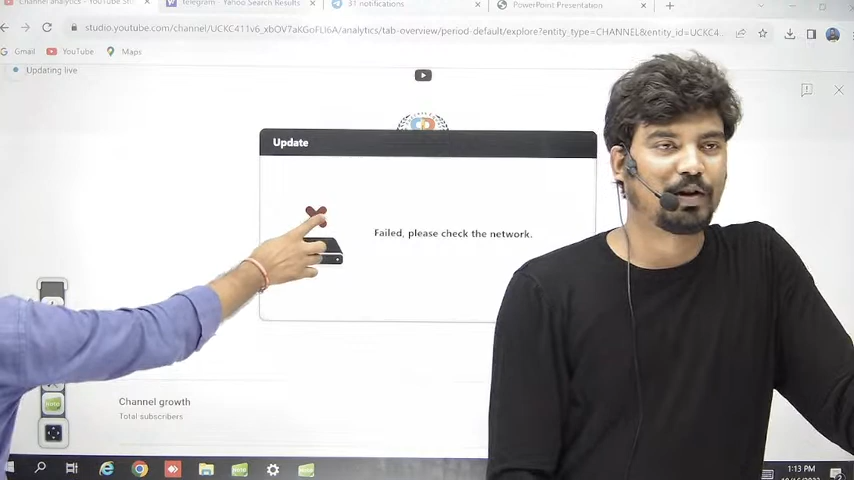 Channel analytics - YouTube St
Telegram - Yahoo Search Results
31 notifications
PowerPoint Presentation
studio.youtube.com/channel/UCKC411v6_xbOV7aKGoFLI6A/analytics/tab-overview/period-default/explore?entity_type=CHANNEL&entity_id=UCKC4...
Gmail
YouTube
Maps
Updating live
Update
Failed, please check the network.
Channel growth
Total subscribers
1:13 PM